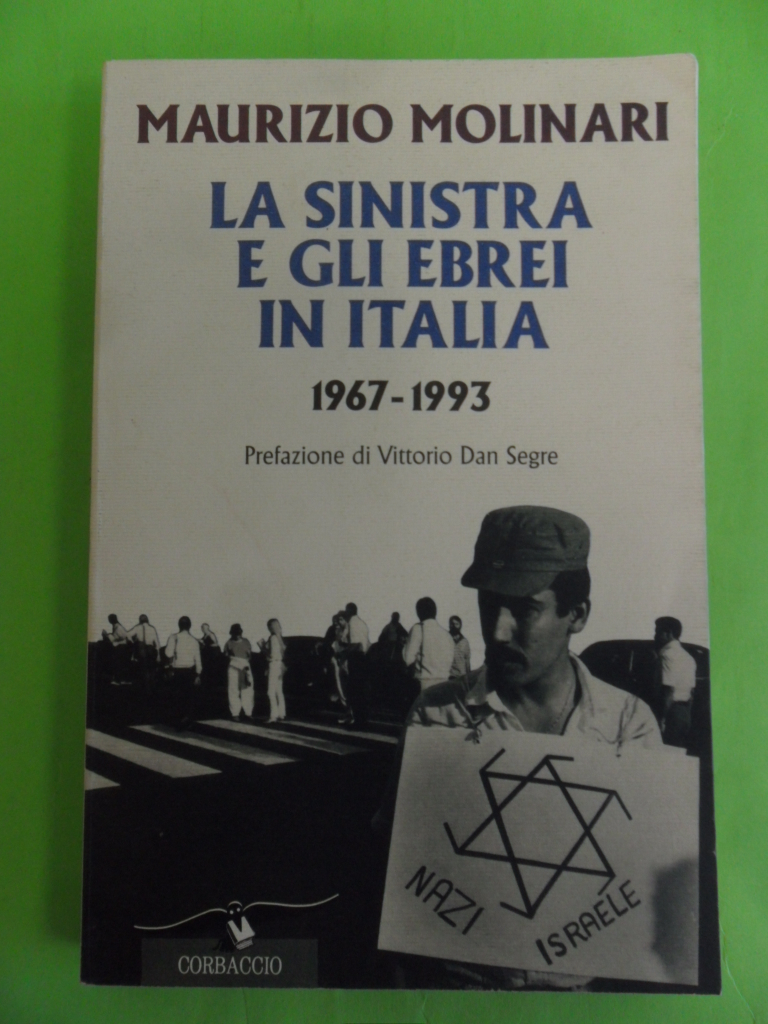 MAURIZIO MOLINARI
LA SINISTRA
E GLI EBREI
IN ITALIA
1967-1993
Prefazione di Vittorio Dan Segre
NAZI
ISRAELE
CORBACCIO